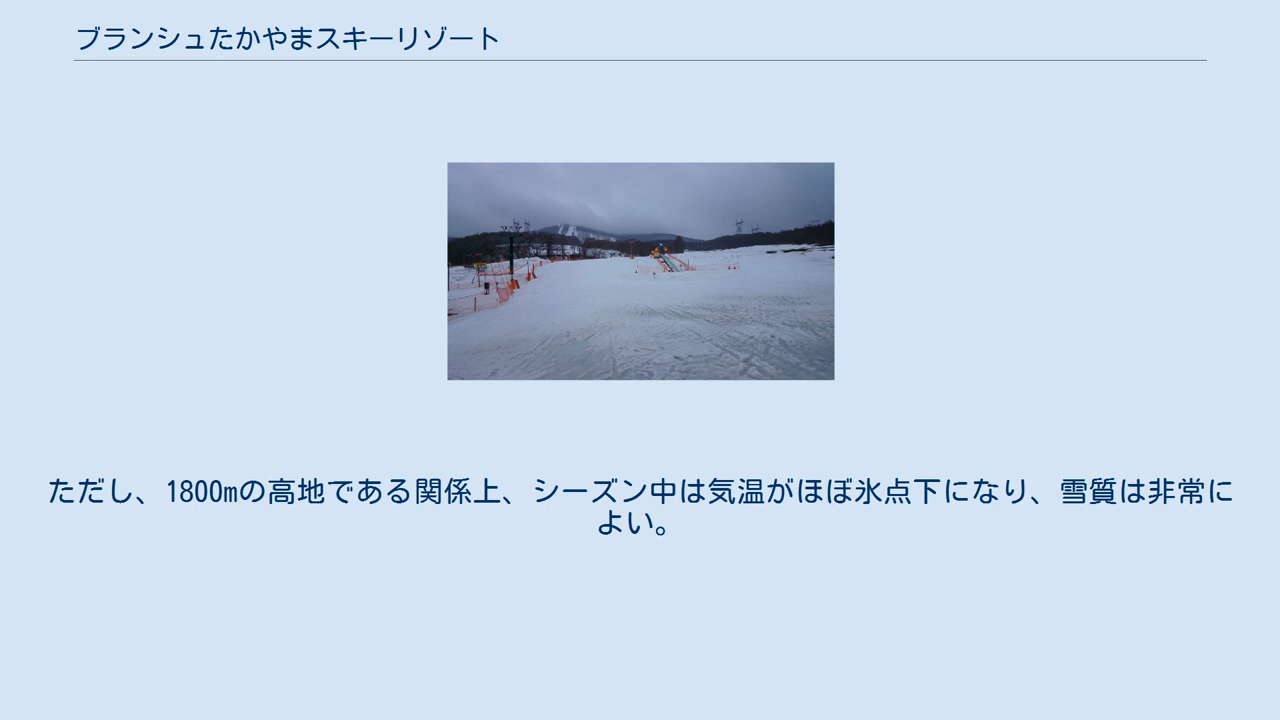 ブランシュたかやまスキーリゾート
ただし、1800mの高地である関係上、シーズン中は気温がほぼ氷点下になり、雪質は非常に
よい。